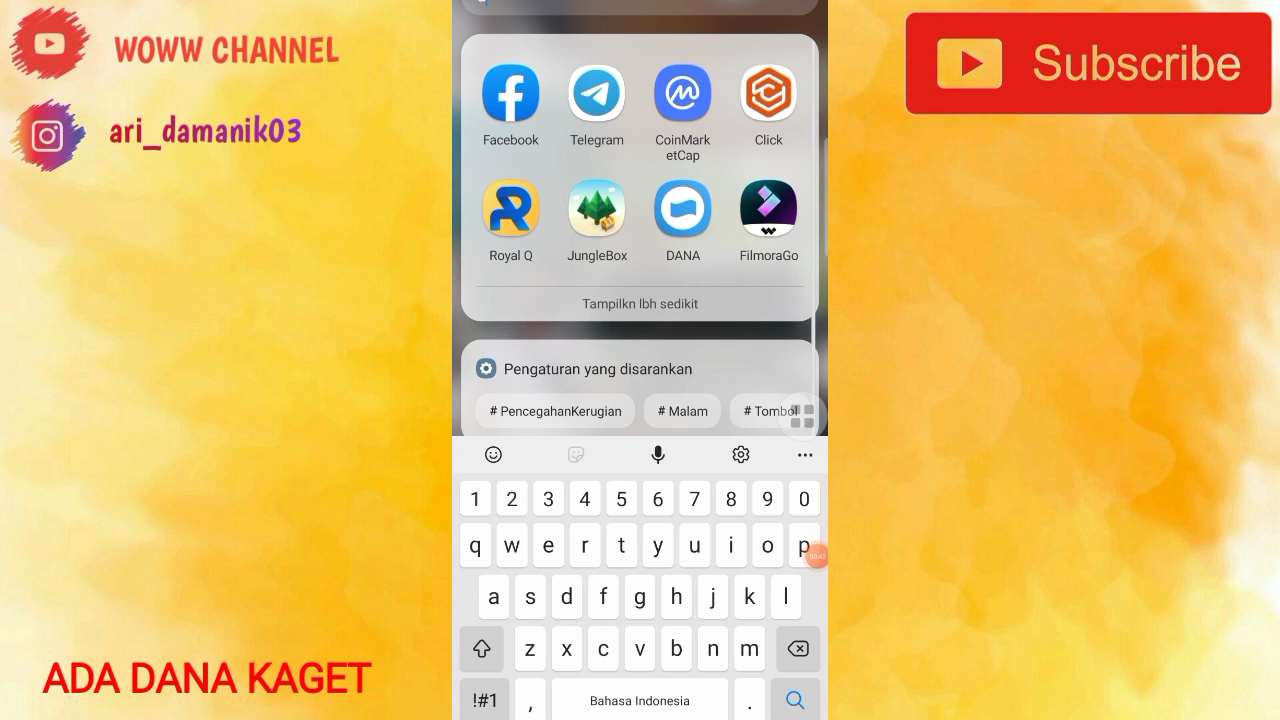 WOWW CHANNEL
ari_damanik03
Subscribe
Facebook
Telegram
CoinMark
etCap
Click
Royal Q
JungleBox
DANA
FilmoraGo
Tampilkn lbh sedikit
Pengaturan yang disarankan
# PencegahanKerugian
# Malam
# Tombol
1 2 3 4 5 6 7 8 9 0
q w e r t y u i o p
a s d f g h j k l
z x c v b n m
!#1 , Bahasa Indonesia .
ADA DANA KAGET